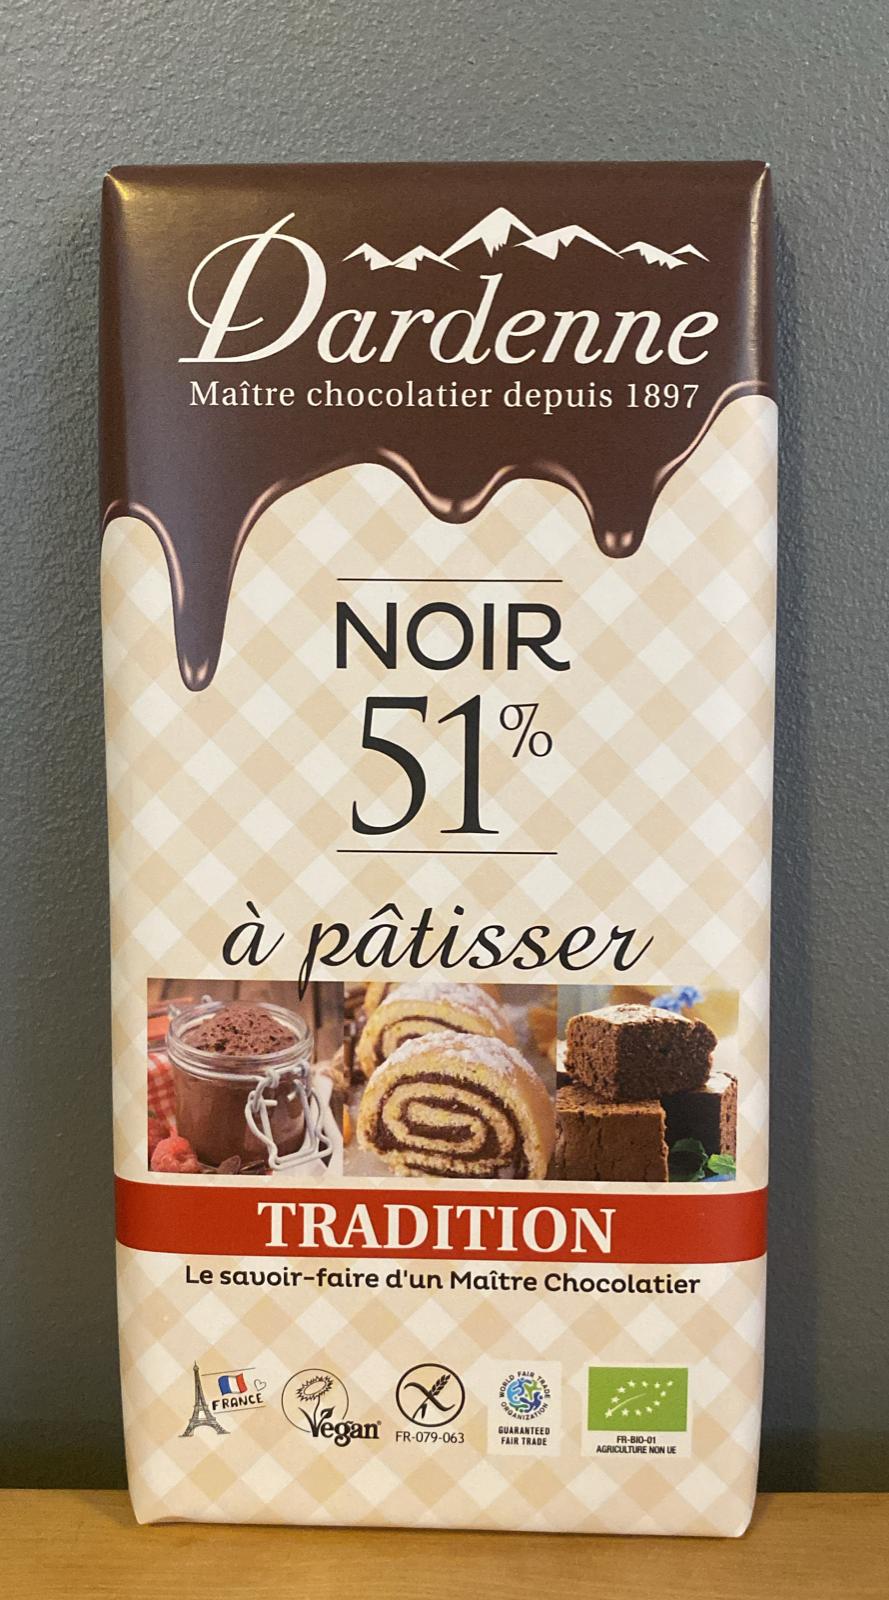 Dardenne
Maître chocolatier depuis 1897
NOIR
51%
à pâtisser
TRADITION
Le savoir-faire d'un Maître Chocolatier
FRANCE
Vegan
FR-079-063
WORLD FAIR TRADE
ORGANIZATION
GUARANTEED
FAIR TRADE
FR-BIO-01
AGRICULTURE NON UE